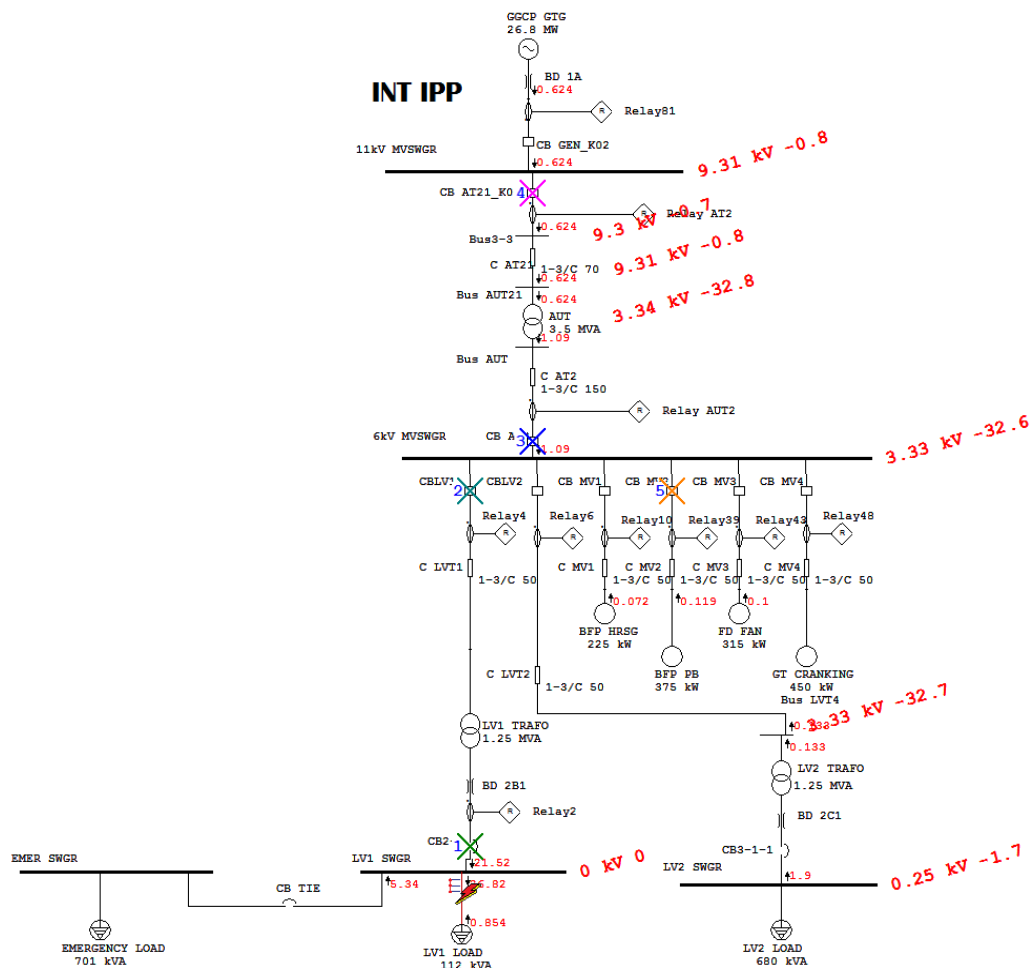 GGCP GTG
26.8 MW
INT IPP
BD 1A
0.624
R
Relay81
CB GEN_K02
11kV MVSWGR
0.624
9.31 kV -0.8
CB AT21_K0
4
R
Relay AT2
0.624
9.3 kV -0.7
Bus3-3
C AT21
1-3/C 70
9.31 kV -0.8
0.624
Bus AUT21
0.624
AUT
3.5 MVA
3.34 kV -32.8
1.09
Bus AUT
C AT2
1-3/C 150
R
Relay AUT2
6kV MVSWGR
CB A
3
1.09
3.33 kV -32.6
CBLV1
CBLV2
CB MV1
CB MV2
CB MV3
CB MV4
2
5
Relay4
Relay6
Relay10
Relay39
Relay43
Relay48
R
R
R
R
R
R
C LVT1
C MV1
C MV2
C MV3
C MV4
1-3/C 50
1-3/C 50
1-3/C 50
1-3/C 50
1-3/C 50
0.072
0.119
0.1
BFP HRSG
225 kW
FD FAN
315 kW
BFP PB
375 kW
GT CRANKING
450 kW
C LVT2
1-3/C 50
Bus LVT4
3.33 kV -32.7
0.133
0.133
LV1 TRAFO
1.25 MVA
LV2 TRAFO
1.25 MVA
BD 2B1
R
Relay2
BD 2C1
CB2
1
CB3-1-1
21.52
EMER SWGR
LV1 SWGR
0 kV 0
LV2 SWGR
0.25 kV -1.7
CB TIE
5.34
26.82
1.9
0.854
EMERGENCY LOAD
701 kVA
LV1 LOAD
112 kVA
LV2 LOAD
680 kVA